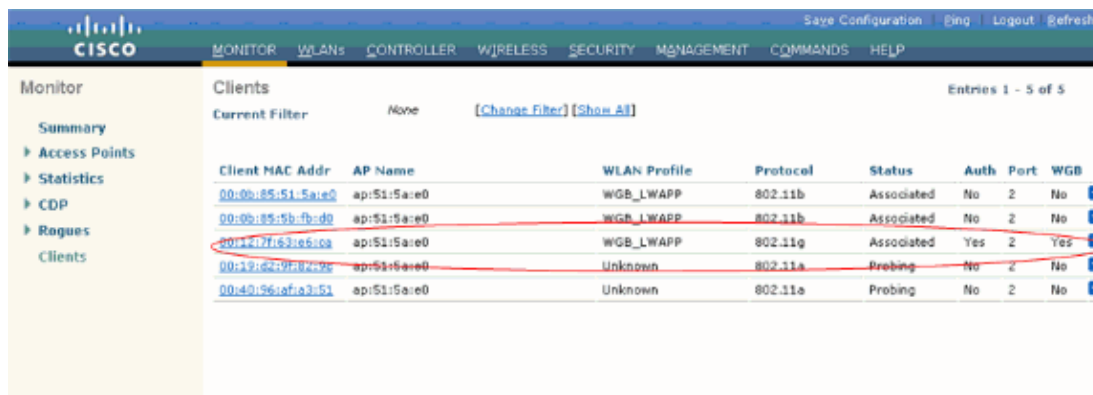 Save Configuration Ping Logout Refresh
CISCO MONITOR WLANs CONTROLLER WIRELESS SECURITY MANAGEMENT COMMANDS HELP
Monitor
Summary
Access Points
Statistics
CDP
Rogues
Clients
Clients Entries 1 - 5 of 5
Current Filter None [Change Filter] [Show All]
Client MAC Addr AP Name WLAN Profile Protocol Status Auth Port WGB
00:0b:85:51:5a:e0 ap:51:5a:e0 WGB_LWAPP 802.11b Associated No 2 No
00:0b:85:5b:fb:d0 ap:51:5a:e0 WGB_LWAPP 802.11b Associated No 2 No
00:12:7f:63:e6:ca ap:51:5a:e0 WGB_LWAPP 802.11g Associated Yes 2 Yes
00:19:d2:9f:82:9c ap:51:5a:e0 Unknown 802.11a Probing No 2 No
00:40:96:af:a3:51 ap:51:5a:e0 Unknown 802.11a Probing No 2 No